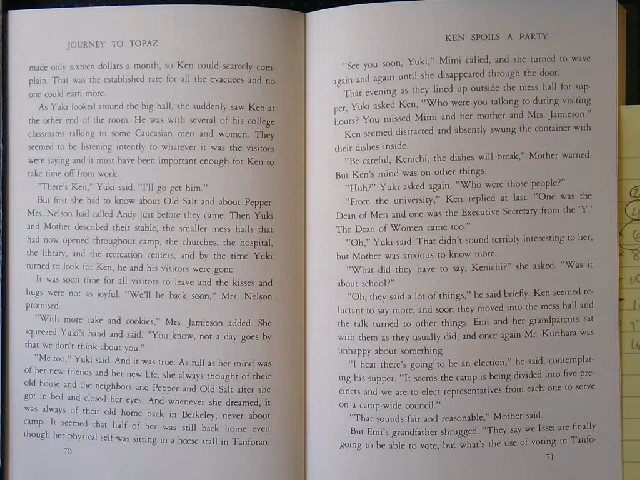 JOURNEY TO TOPAZ
made only sixteen dollars a month, so Ken could scarcely com-
plain. That was the established rate for all the evacuees and no
one could earn more.
As Yuki looked around the big hall, she suddenly saw Ken at
the other end of the room. He was with several of his college
classmates talking to some Caucasian men and women. They
seemed to be listening intently to whatever it was the visitors
were saying and it must have been important enough for Ken to
take time off from work.
"There's Ken," Yuki said. "I'll go get him."
But first she had to know about Old Salt and about Pepper.
Mrs. Nelson had called Andy just before they came. Then Yuki
and Mother described their stable, the smaller mess halls that
had now opened throughout camp, the churches, the hospital,
the library, and the recreation centers, and by the time Yuki
turned to look for Ken, he and his visitors were gone.
It was soon time for all visitors to leave and the kisses and
hugs were not as joyful. "We'll be back soon," Mrs. Nelson
promised.
"With more cake and cookies," Mrs. Jamieson added. She
squeezed Yuki's hand and said, "You know, not a day goes by
that we don't think about you."
"Me too," Yuki said. And it was true. As full as her mind was
of her new friends and her new life, she always thought of their
old house and the neighbors and Pepper and Old Salt after she
got in bed and closed her eyes. And whenever she dreamed, it
was always of their old home back in Berkeley, never about
camp. It seemed that half of her was still back home even
though her physical self was sitting in a horse stall in Tanforan.
70
KEN SPOILS A PARTY
"See you soon, Yuki," Mimi called, and she turned to wave
again and again until she disappeared through the door.
That evening as they lined up outside the mess hall for sup-
per, Yuki asked Ken, "Who were you talking to during visiting
hours? You missed Mimi and her mother and Mrs. Jamieson."
Ken seemed distracted and absently swung the container with
their dishes inside.
"Be careful, Kenichi, the dishes will break," Mother warned.
But Ken's mind was on other things.
"Huh?" Yuki asked again. "Who were those people?"
"From the university," Ken replied at last. "One was the
Dean of Men and one was the Executive Secretary from the 'Y.'
The Dean of Women came too."
"Oh," Yuki said. That didn't sound terribly interesting to her,
but Mother was anxious to know more.
"What did they have to say, Kenichi?" she asked. "Was it
about school?"
"Oh, they said a lot of things," he said briefly. Ken seemed re-
luctant to say more, and soon they moved into the mess hall and
the talk turned to other things. Emi and her grandparents sat
with them as they usually did, and once again Mr. Kurihara was
unhappy about something.
"I hear there's going to be an election," he said, contemplat-
ing his supper. "It seems the camp is being divided into five pre-
cincts and we are to elect representatives from each one to serve
on a camp-wide council."
"That sounds fair and reasonable," Mother said.
But Emi's grandfather shrugged. "They say we Issei are finally
going to be able to vote, but what's the use of voting in Tanfo-
71